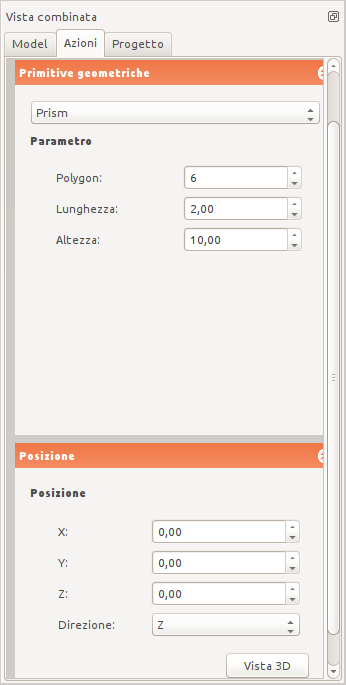 Vista combinata
Model Azioni Progetto
Primitive geometriche
Prism
Parametro
Polygon: 6
Lunghezza: 2,00
Altezza: 10,00
Posizione
Posizione
X: 0,00
Y: 0,00
Z: 0,00
Direzione: Z
Vista 3D